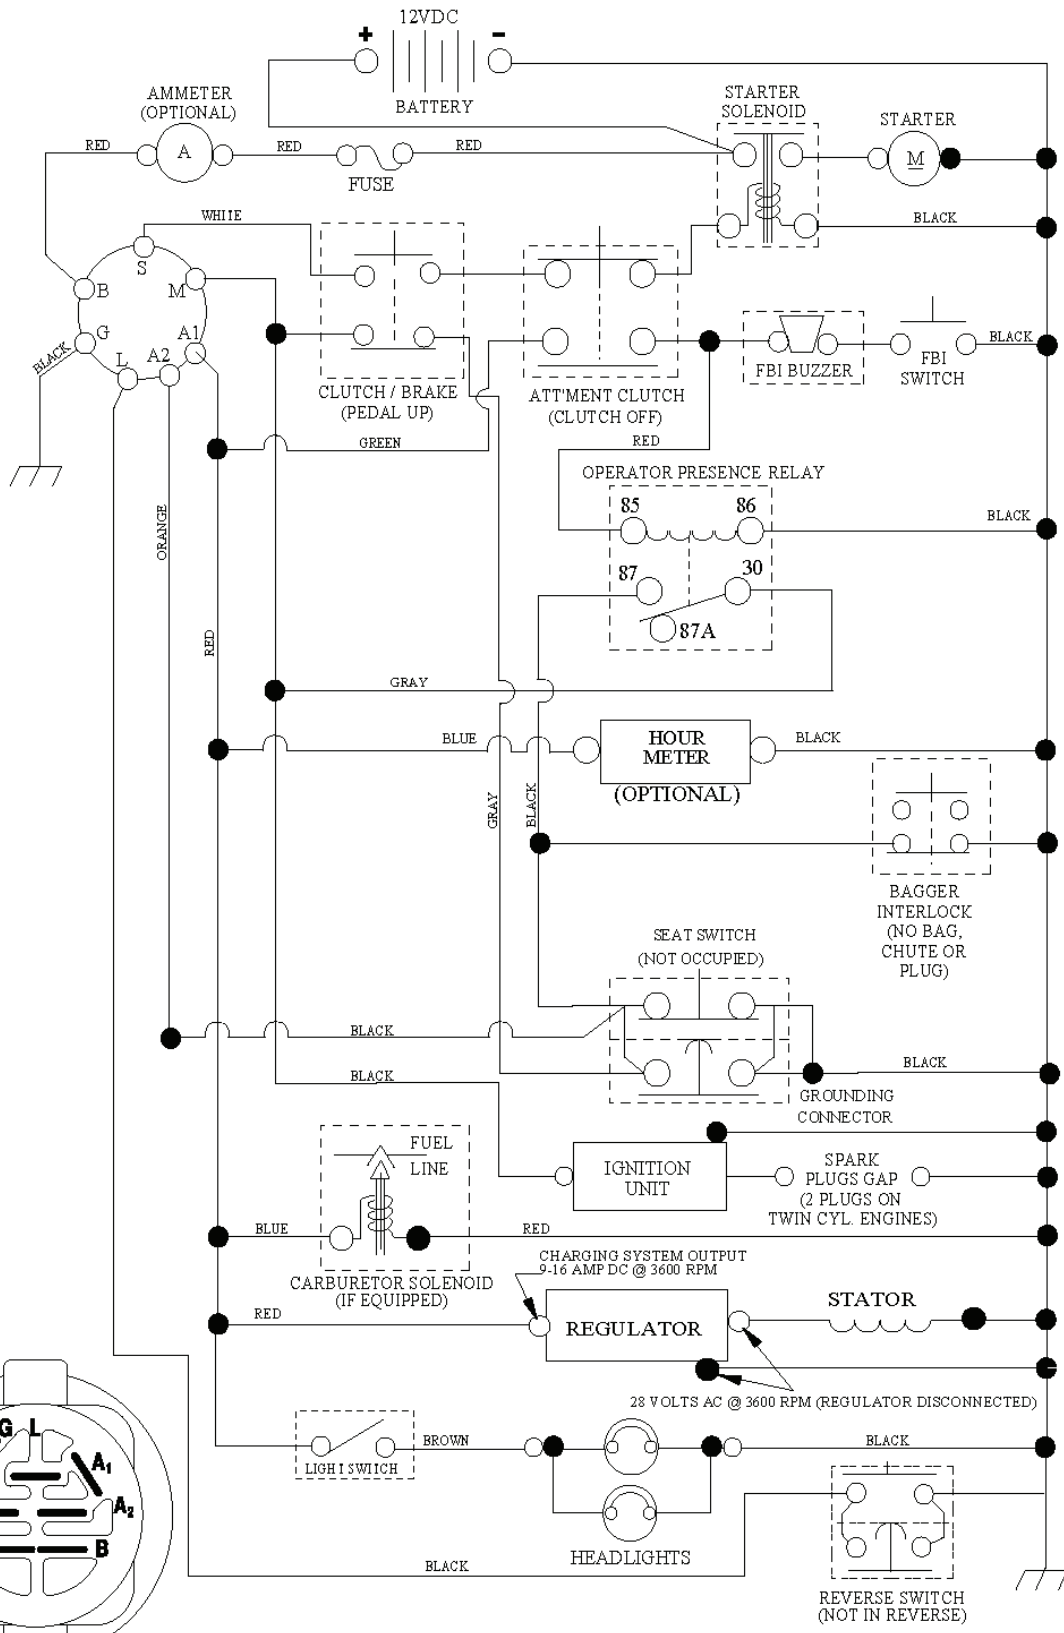 12VDC
+
-
BATTERY
AMMETER
(OPTIONAL)
STARTER
SOLENOID
STARTER
RED
A
RED
RED
FUSE
M
WHITE
BLACK
S
B
M
G
A1
A2
L
BLACK
CLUTCH / BRAKE
(PEDAL UP)
ATT'MENT CLUTCH
(CLUTCH OFF)
FBI BUZZER
FBI
SWITCH
BLACK
GREEN
RED
OPERATOR PRESENCE RELAY
85
86
BLACK
ORANGE
87
30
87A
RED
GRAY
BLUE
HOUR
METER
(OPTIONAL)
BLACK
GRAY
BLACK
BAGGER
INTERLOCK
(NO BAG,
CHUTE OR
PLUG)
SEAT SWITCH
(NOT OCCUPIED)
BLACK
BLACK
BLACK
GROUNDING
CONNECTOR
FUEL
LINE
IGNITION
UNIT
SPARK
PLUGS GAP
(2 PLUGS ON
TWIN CYL. ENGINES)
BLUE
RED
CARBURETOR SOLENOID
(IF EQUIPPED)
CHARGING SYSTEM OUTPUT
9-16 AMP DC @ 3600 RPM
RED
REGULATOR
STATOR
28 VOLTS AC @ 3600 RPM (REGULATOR DISCONNECTED)
G
L
A1
A2
B
LIGHT SWITCH
BROWN
BLACK
HEADLIGHTS
BLACK
REVERSE SWITCH
(NOT IN REVERSE)